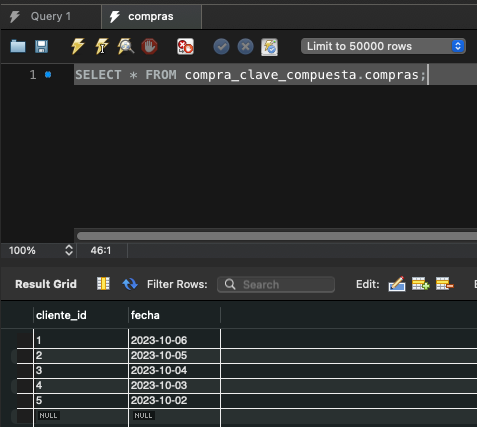 Query 1
compras
Limit to 50000 rows
1
SELECT * FROM compra_clave_compuesta.compras;
100%
46:1
Result Grid
Filter Rows:
Search
Edit:
cliente_id fecha
1 2023-10-06
2 2023-10-05
3 2023-10-04
4 2023-10-03
5 2023-10-02
NULL NULL